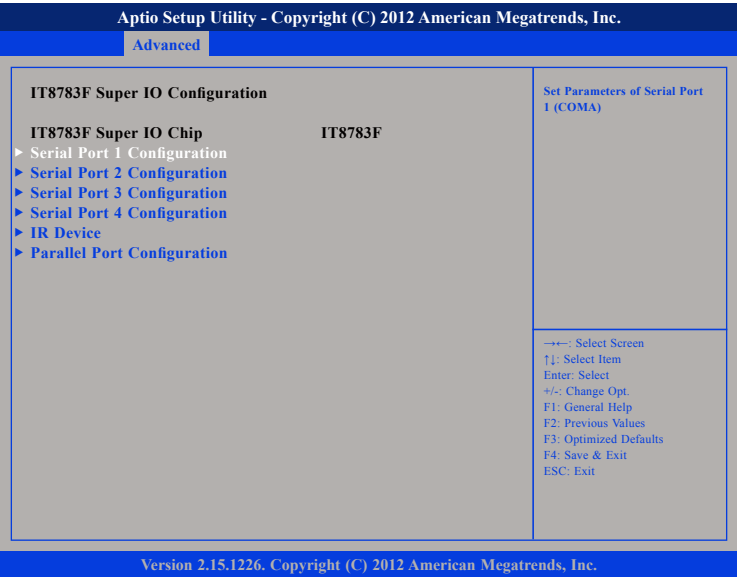 Aptio Setup Utility - Copyright (C) 2012 American Megatrends, Inc.
Advanced
IT8783F Super IO Configuration
IT8783F Super IO Chip IT8783F
▶ Serial Port 1 Configuration
▶ Serial Port 2 Configuration
▶ Serial Port 3 Configuration
▶ Serial Port 4 Configuration
▶ IR Device
▶ Parallel Port Configuration
Set Parameters of Serial Port
1 (COMA)
→←: Select Screen
↑↓: Select Item
Enter: Select
+/-: Change Opt.
F1: General Help
F2: Previous Values
F3: Optimized Defaults
F4: Save & Exit
ESC: Exit
Version 2.15.1226. Copyright (C) 2012 American Megatrends, Inc.